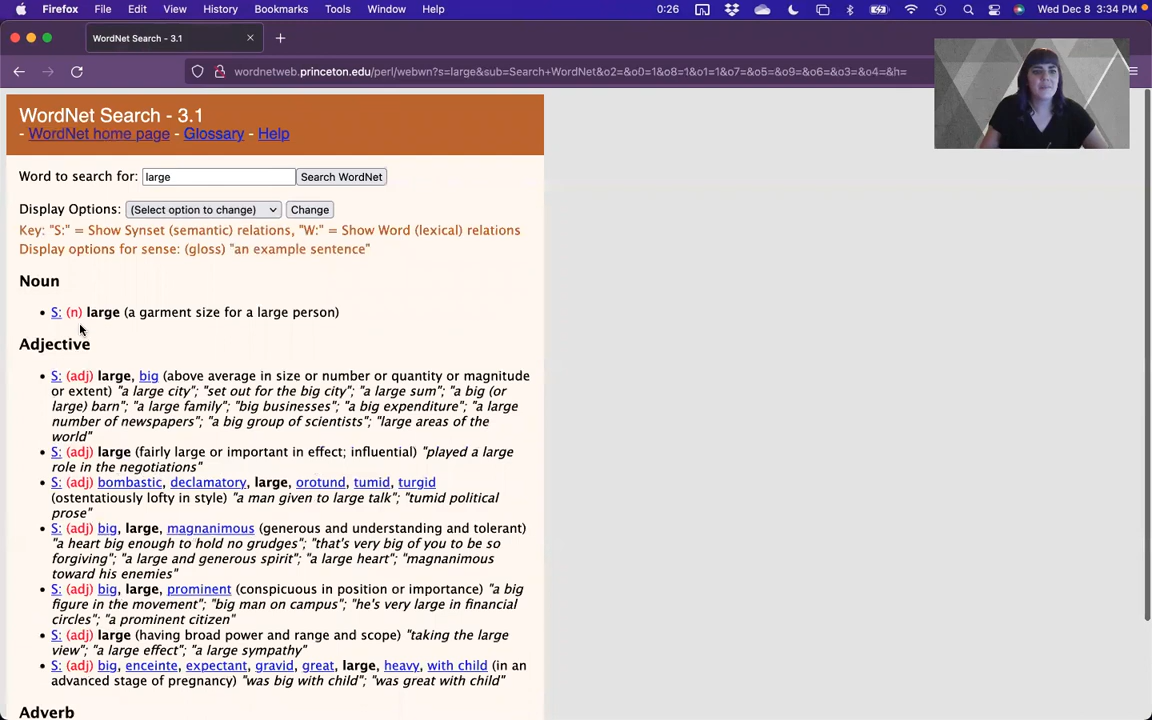 Firefox File Edit View History Bookmarks Tools Window Help 0:26 Wed Dec 8 3:34 PM
WordNet Search - 3.1
wordnetweb.princeton.edu/perl/webwn?s=large&sub=Search+WordNet&o2=&o0=1&o8=1&o1=1&o7=&o5=&o9=&o6=&o3=&o4=&h=
WordNet Search - 3.1
- WordNet home page - Glossary - Help
Word to search for: large Search WordNet
Display Options: (Select option to change) Change
Key: "S:" = Show Synset (semantic) relations, "W:" = Show Word (lexical) relations
Display options for sense: (gloss) "an example sentence"
Noun
• S: (n) large (a garment size for a large person)
Adjective
• S: (adj) large, big (above average in size or number or quantity or magnitude
or extent) "a large city"; "set out for the big city"; "a large sum"; "a big (or
large) barn"; "a large family"; "big businesses"; "a big expenditure"; "a large
number of newspapers"; "a big group of scientists"; "large areas of the
world"
• S: (adj) large (fairly large or important in effect; influential) "played a large
role in the negotiations"
• S: (adj) bombastic, declamatory, large, orotund, tumid, turgid
(ostentatiously lofty in style) "a man given to large talk"; "tumid political
prose"
• S: (adj) big, large, magnanimous (generous and understanding and tolerant)
"a heart big enough to hold no grudges"; "that's very big of you to be so
forgiving"; "a large and generous spirit"; "a large heart"; "magnanimous
toward his enemies"
• S: (adj) big, large, prominent (conspicuous in position or importance) "a big
figure in the movement"; "big man on campus"; "he's very large in financial
circles"; "a prominent citizen"
• S: (adj) large (having broad power and range and scope) "taking the large
view"; "a large effect"; "a large sympathy"
• S: (adj) big, enceinte, expectant, gravid, great, large, heavy, with child (in an
advanced stage of pregnancy) "was big with child"; "was great with child"
Adverb